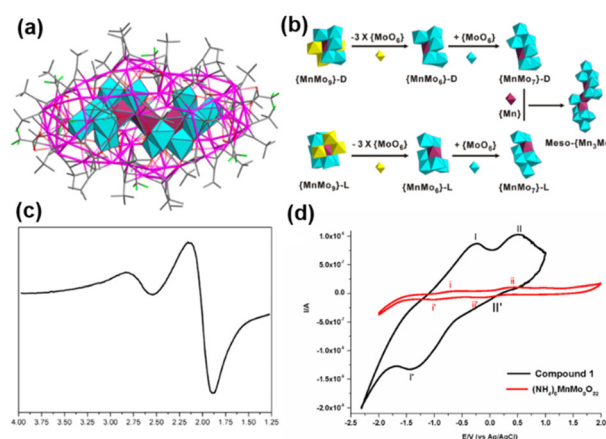 (a)
(b)
-3 X {MoO₆}
+ {MoO₆}
{MnMo₉}-D
{MnMo₆}-D
{MnMo₇}-D
{Mn}
- 3 X {MoO₆}
+ {MoO₆}
{MnMo₉}-L
{MnMo₆}-L
{MnMo₇}-L
(c)
4.00 3.75 3.50 3.25 3.00 2.75 2.50 2.25 2.00 1.75 1.50 1.25
(d)
I/A
0.0
I
II
i
ii
i'
ii'
II'
I'
Compound 1
(NH₄)₆MnMo₉O₃₂
-2.0 -1.5 -1.0 -0.5 0.0 0.5 1.0 1.5 2.0
E/V (vs Ag/AgCl)